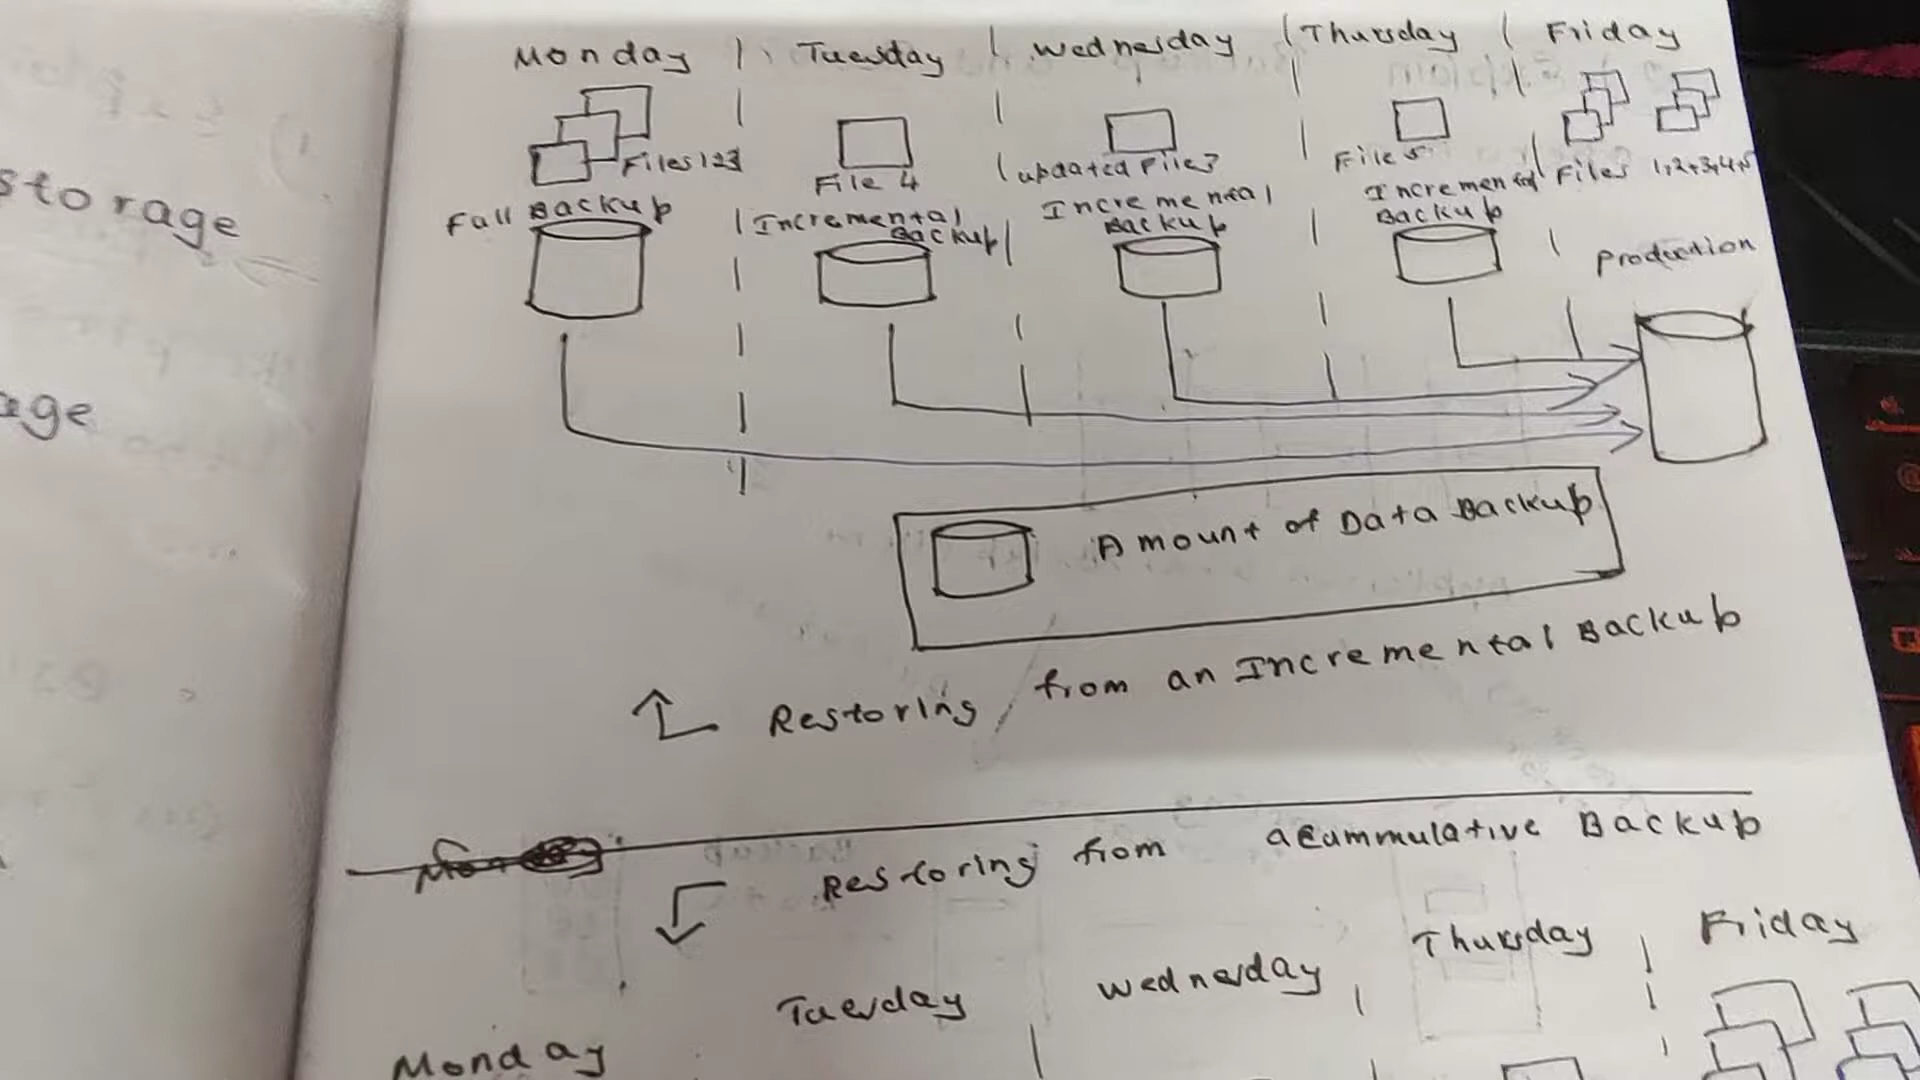 storage
age
Monday Tuesday Wednesday Thursday Friday
Files 123 File 4 updated File 3 File 5 Files 1,2,3,4,5
Full Backup Incremental Backup Incremental Backup Incremental Backup
Production
Amount of Data Backup
Restoring from an Incremental Backup
Restoring from acummulative Backup
Monday Tuesday Wednesday Thursday Friday